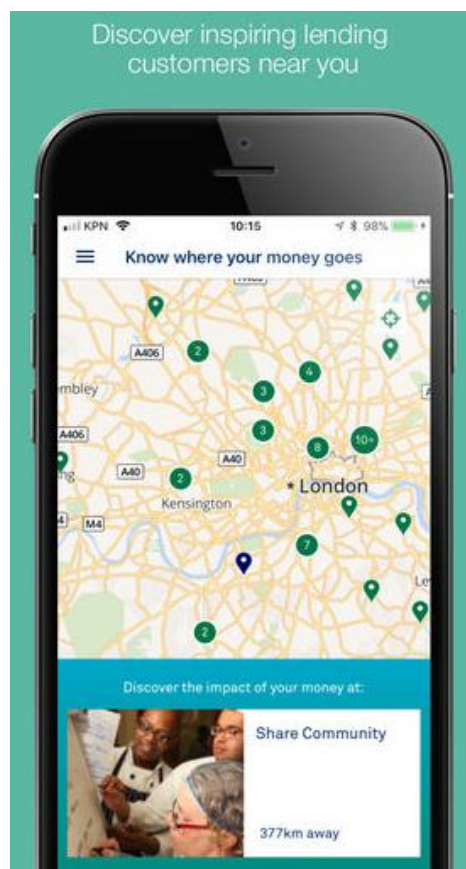 Discover inspiring lending
customers near you
KPN
10:15
98%
Know where your money goes
A406
2
4
mbley
3
A406
3
8
10+
A40
A40
2
London
Kensington
M4
7
2
Discover the impact of your money at:
Share Community
377km away